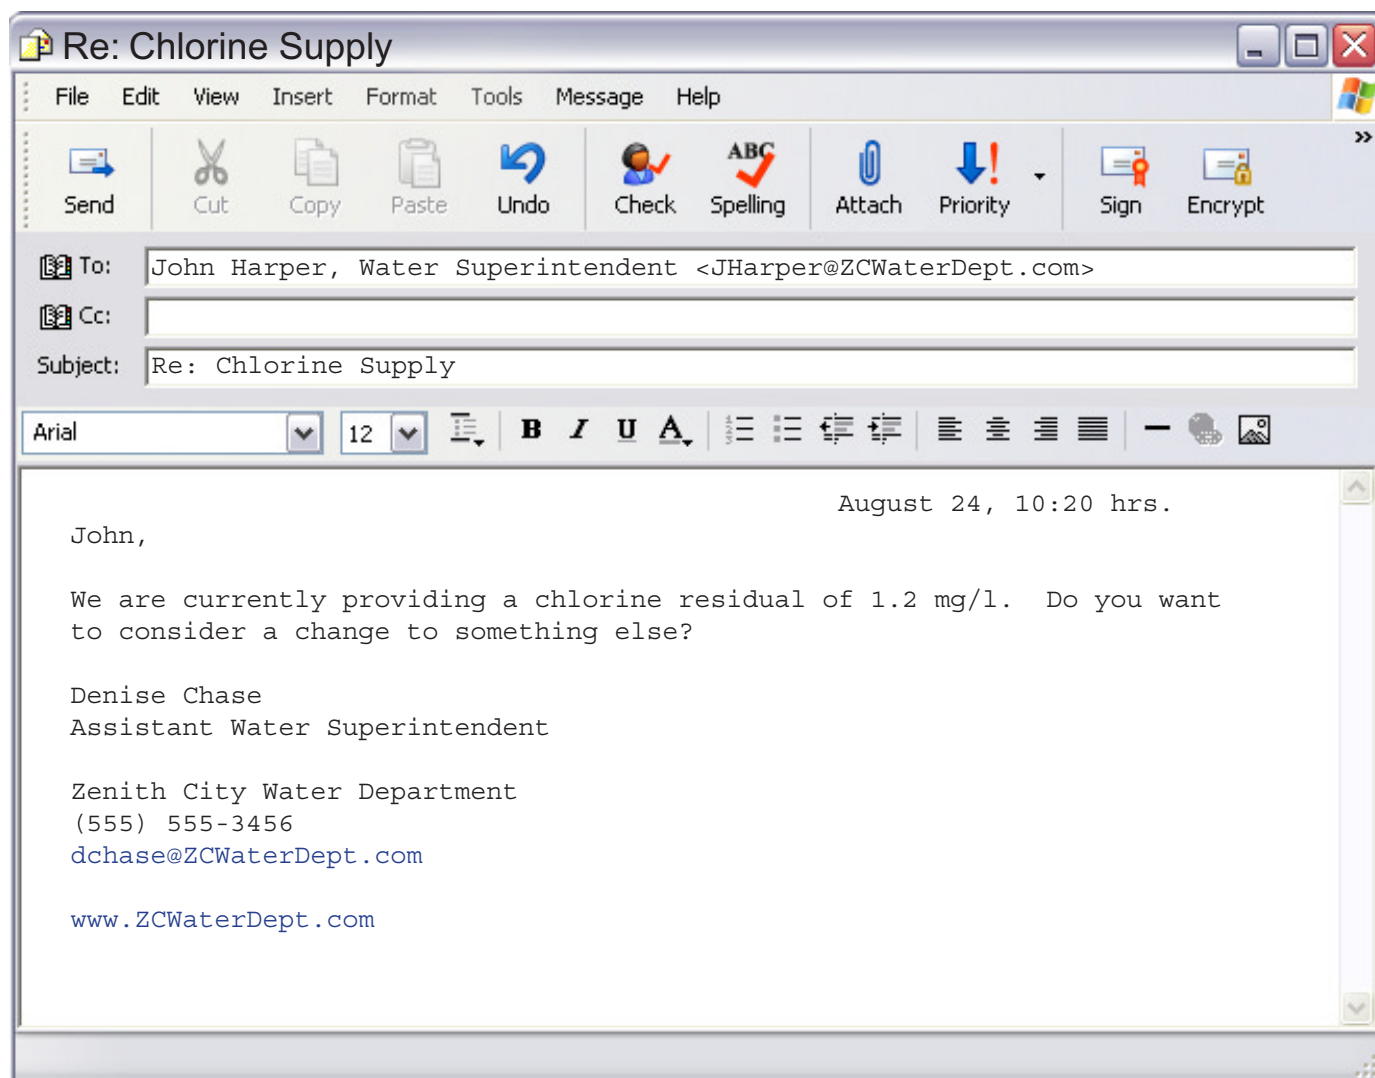 Re: Chlorine Supply
File Edit View Insert Format Tools Message Help
Send Cut Copy Paste Undo Check ABC Spelling Attach Priority Sign Encrypt
To: John Harper, Water Superintendent <JHarper@ZCWaterDept.com>
Cc:
Subject: Re: Chlorine Supply
Arial 12 B I U A
August 24, 10:20 hrs.
John,
We are currently providing a chlorine residual of 1.2 mg/l. Do you want
to consider a change to something else?
Denise Chase
Assistant Water Superintendent
Zenith City Water Department
(555) 555-3456
dchase@ZCWaterDept.com
www.ZCWaterDept.com